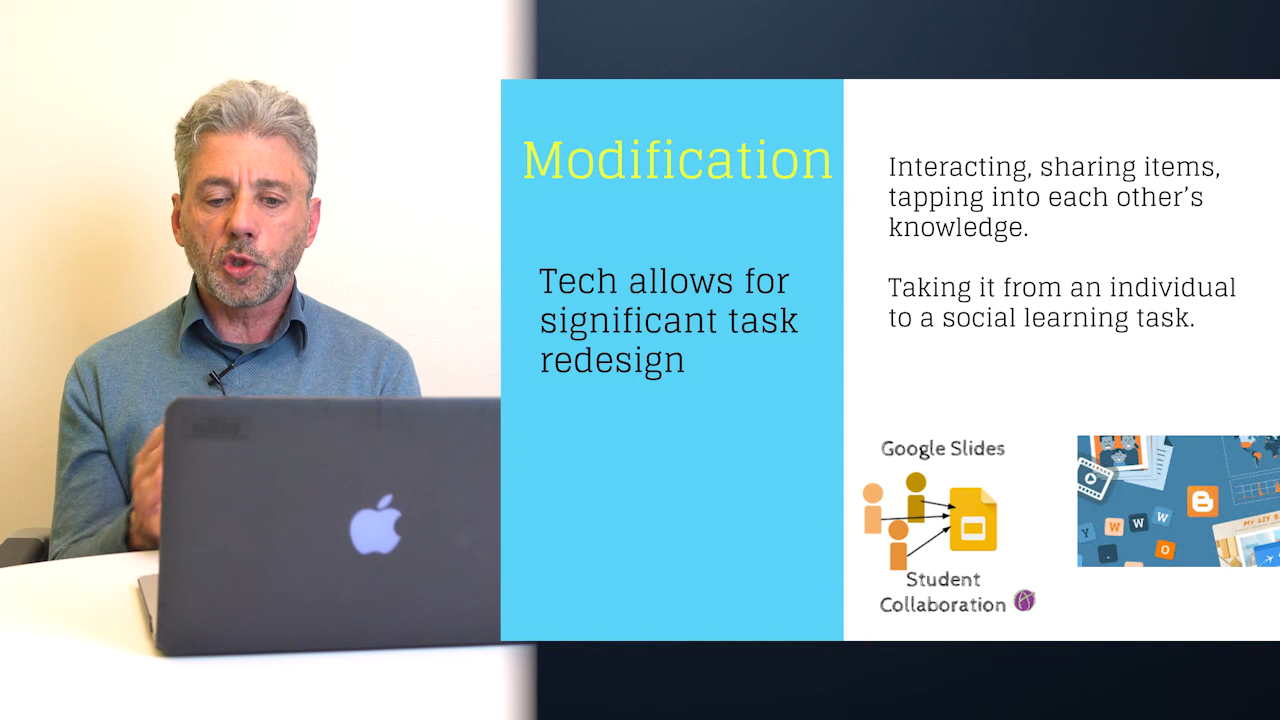 Modification
Tech allows for
significant task
redesign
Interacting, sharing items,
tapping into each other’s
knowledge.
Taking it from an individual
to a social learning task.
Google Slides
Student
Collaboration
Y W W W
O